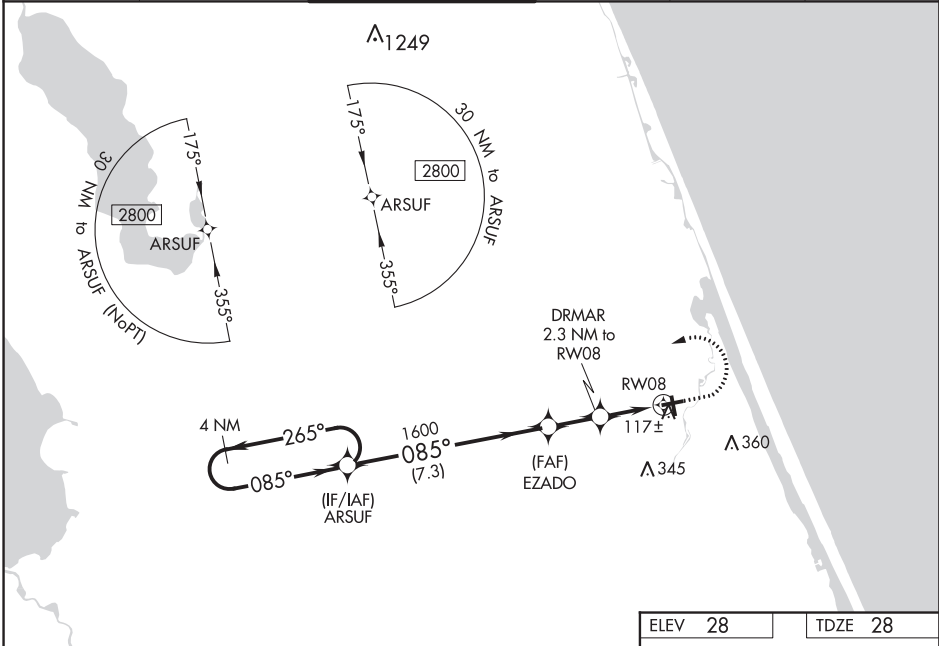 1249
175°
30 NM to ARSUF (NoPT)
2800
ARSUF
355°
175°
30 NM to ARSUF
2800
ARSUF
355°
DRMAR
2.3 NM to
RW08
RW08
117±
360
345
4 NM
265°
085°
(IF/IAF)
ARSUF
1600
085°
(7.3)
(FAF)
EZADO
ELEV 28
TDZE 28